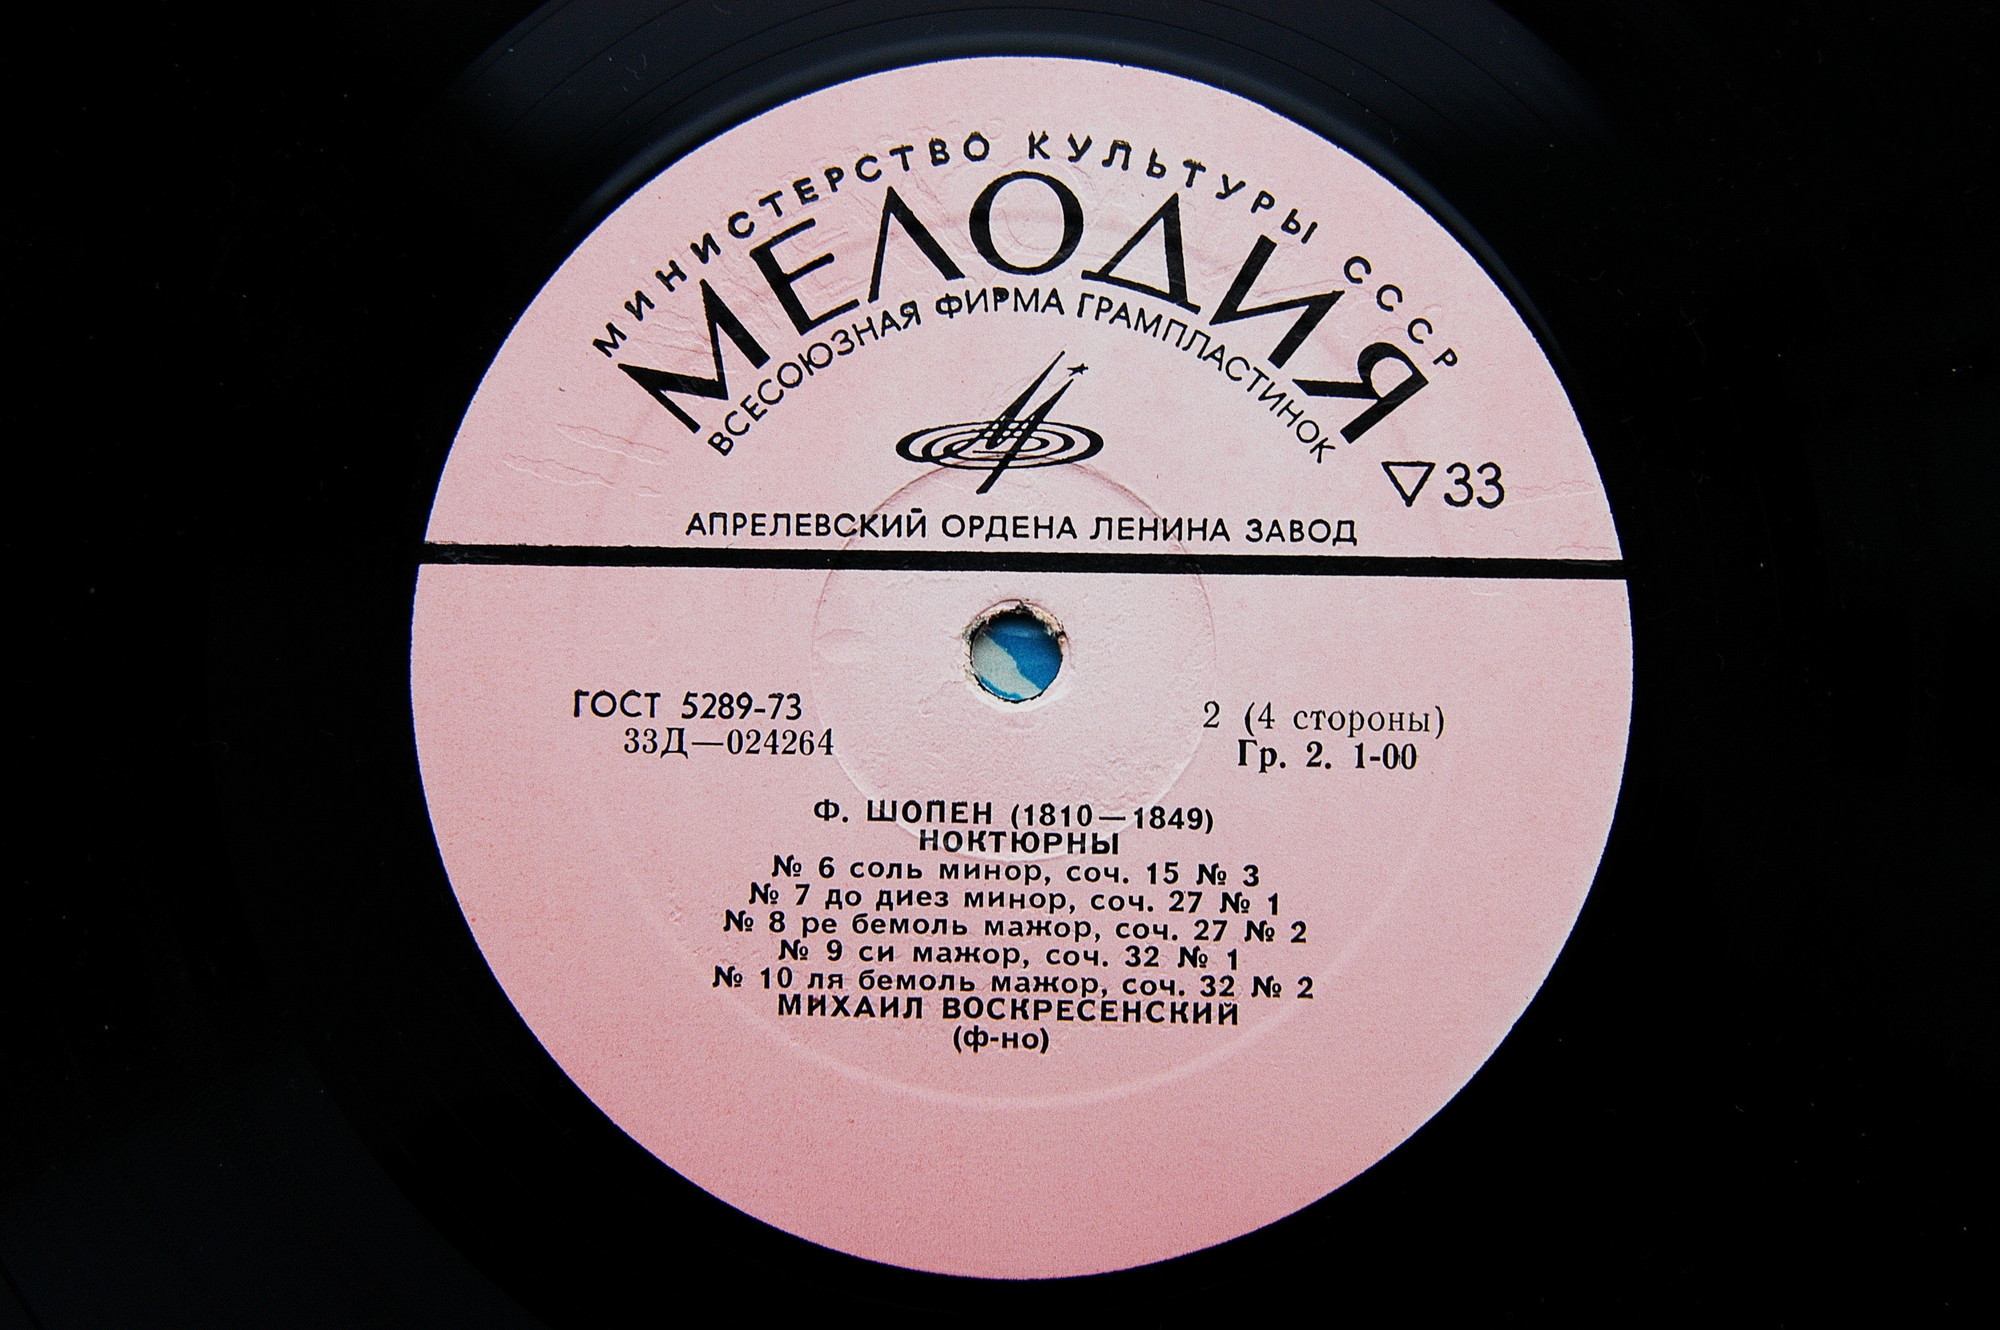 МИНИСТЕРСТВО КУЛЬТУРЫ СССР
МЕЛОДИЯ
ВСЕСОЮЗНАЯ ФИРМА ГРАМПЛАСТИНОК
▽33
АПРЕЛЕВСКИЙ ОРДЕНА ЛЕНИНА ЗАВОД
ГОСТ 5289-73
33Д—024264
2 (4 стороны)
Гр. 2. 1-00
Ф. ШОПЕН (1810—1849)
НОКТЮРНЫ
№ 6 соль минор, соч. 15 № 3
№ 7 до диез минор, соч. 27 № 1
№ 8 ре бемоль мажор, соч. 27 № 2
№ 9 си мажор, соч. 32 № 1
№ 10 ля бемоль мажор, соч. 32 № 2
МИХАИЛ ВОСКРЕСЕНСКИЙ
(ф-но)